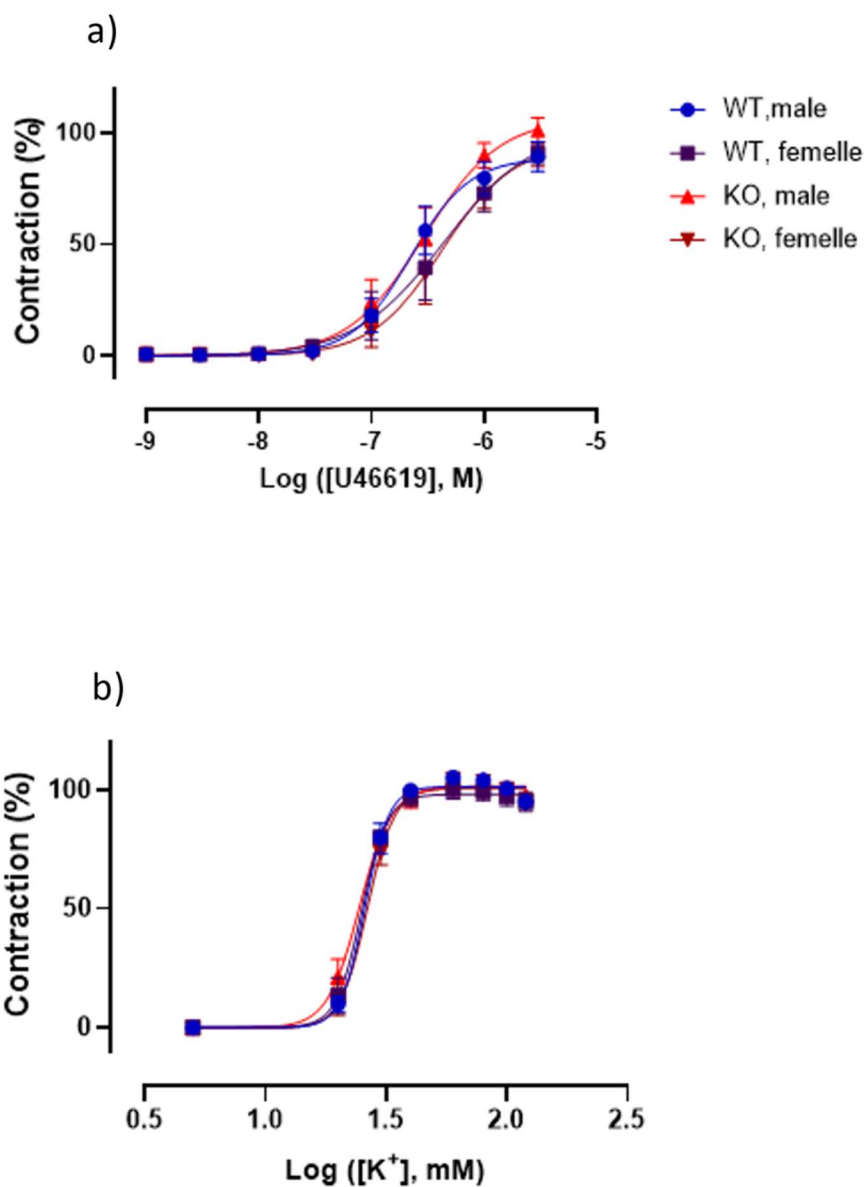 a)
Contraction (%)
100
50
0
-9 -8 -7 -6 -5
Log ([U46619], M)
WT,male
WT, femelle
KO, male
KO, femelle
b)
Contraction (%)
100
50
0
0.5 1.0 1.5 2.0 2.5
Log ([K⁺], mM)